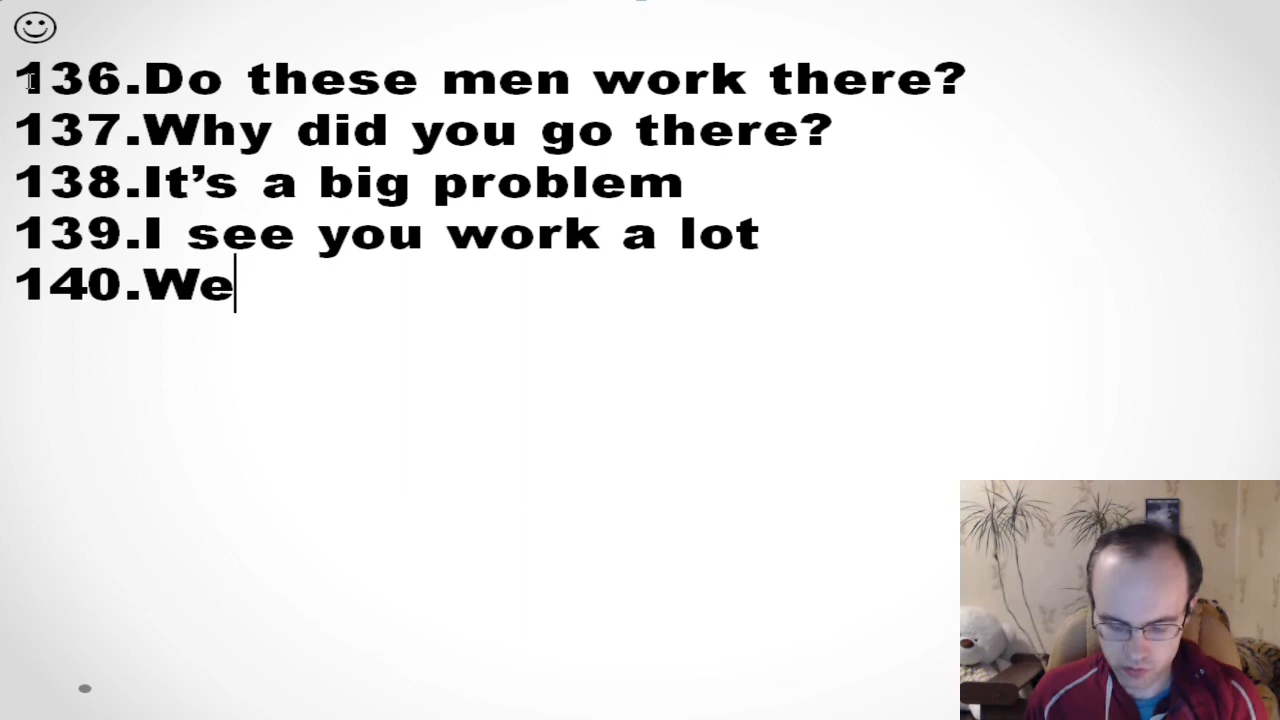 136.Do these men work there?
137.Why did you go there?
138.It’s a big problem
139.I see you work a lot
140.We